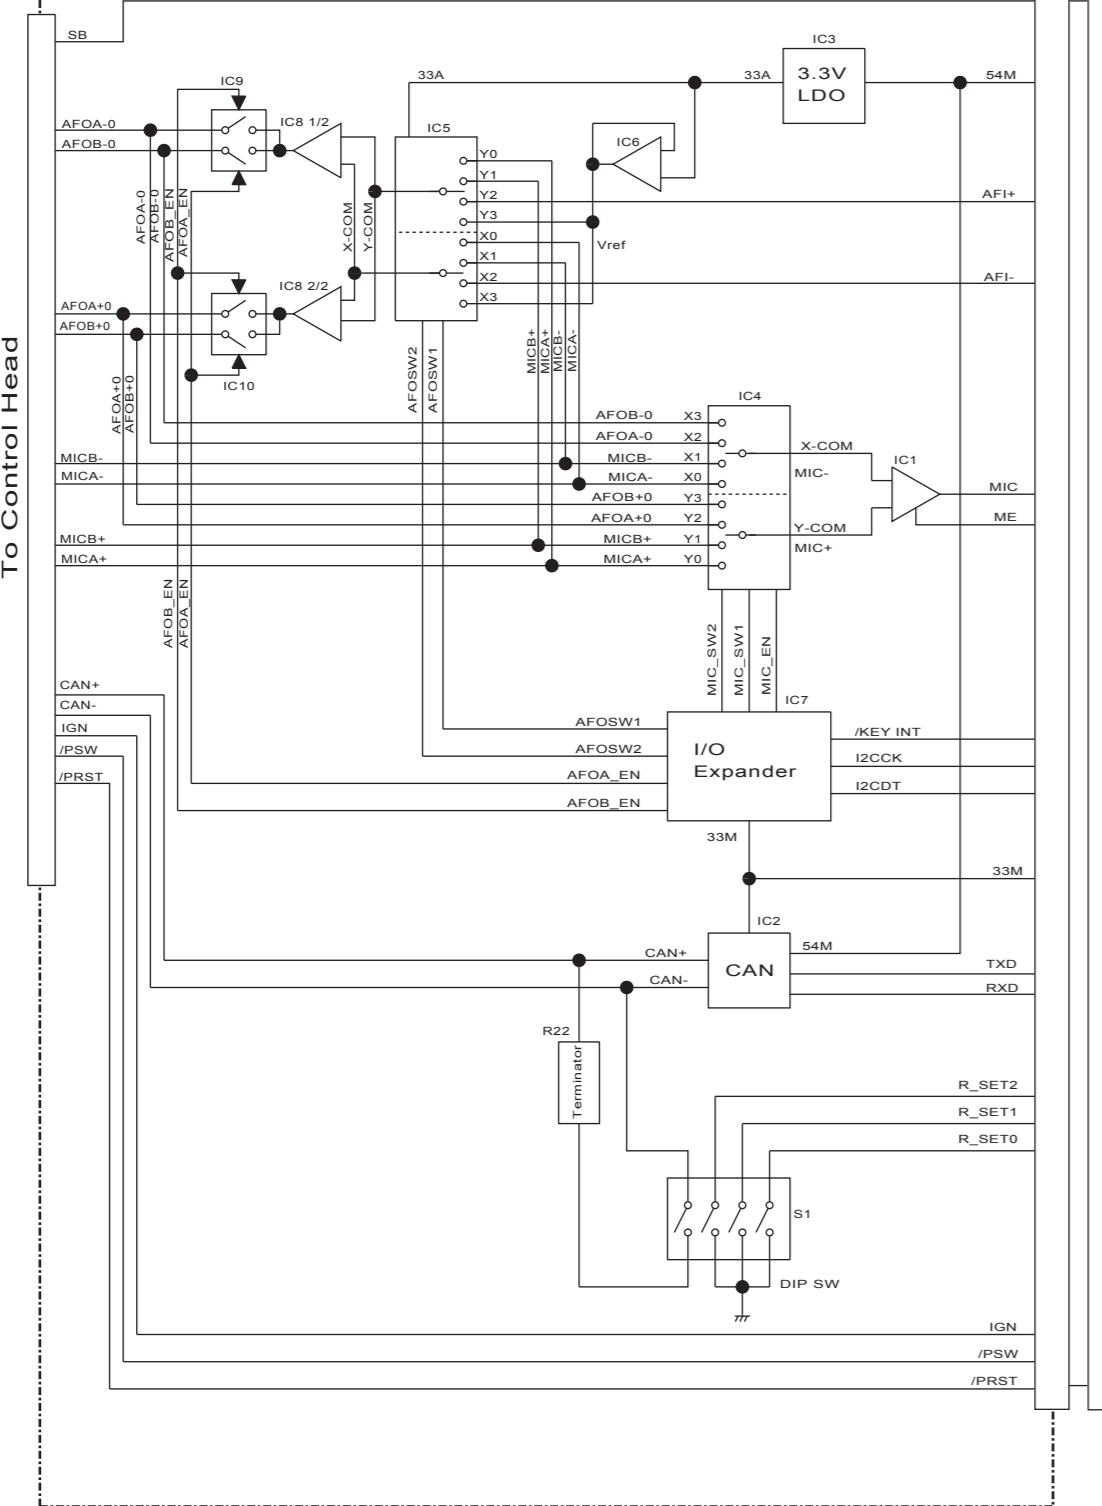 SB
IC3
33A
33A
3.3V
LDO
54M
IC9
AFOA-0
AFOB-0
IC8 1/2
IC5
IC6
Y0
Y1
Y2
Y3
X0
X1
X2
X3
AFI+
Vref
AFI-
AFOA-0
AFOB-0
AFOB_EN
AFOA_EN
X-COM
Y-COM
IC8 2/2
AFOA+0
AFOB+0
IC10
AFOA+0
AFOB+0
AFOSW2
AFOSW1
MICB+
MICA+
MICB-
MICA-
To Control Head
IC4
AFOB-0 X3
AFOA-0 X2
MICB- MICB- X1
MICA- MICA- X0
AFOB+0 Y3
AFOA+0 Y2
MICB+ MICB+ Y1
MICA+ MICA+ Y0
X-COM
MIC-
IC1
MIC
ME
Y-COM
MIC+
AFOB_EN
AFOA_EN
MIC_SW2
MIC_SW1
MIC_EN
CAN+
CAN-
IGN
/PSW
/PRST
IC7
AFOSW1
AFOSW2
AFOA_EN
AFOB_EN
I/O
Expander
/KEY INT
I2CCK
I2CDT
33M
33M
IC2
CAN+
CAN-
CAN
54M
TXD
RXD
R22
Terminator
R_SET2
R_SET1
R_SET0
S1
DIP SW
IGN
/PSW
/PRST